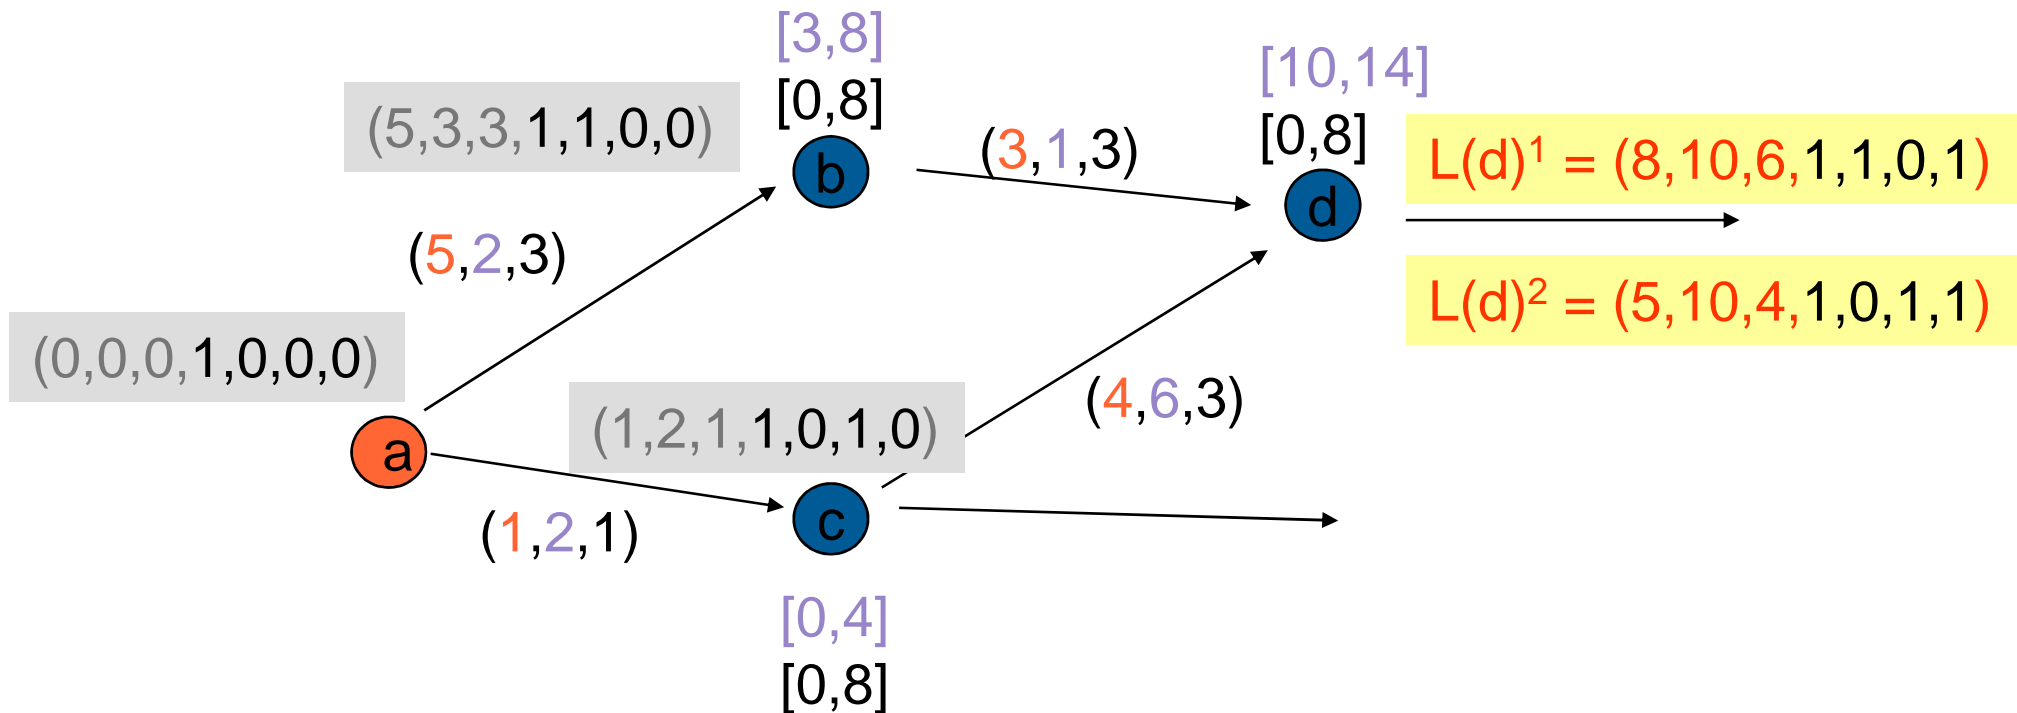 [3,8]
[0,8]
b
[10,14]
[0,8]
d
(5,3,3,1,1,0,0)
(3,1,3)
L(d)1 = (8,10,6,1,1,0,1)
(5,2,3)
L(d)2 = (5,10,4,1,0,1,1)
(0,0,0,1,0,0,0)
a
(1,2,1,1,0,1,0)
(4,6,3)
(1,2,1)
c
[0,4]
[0,8]